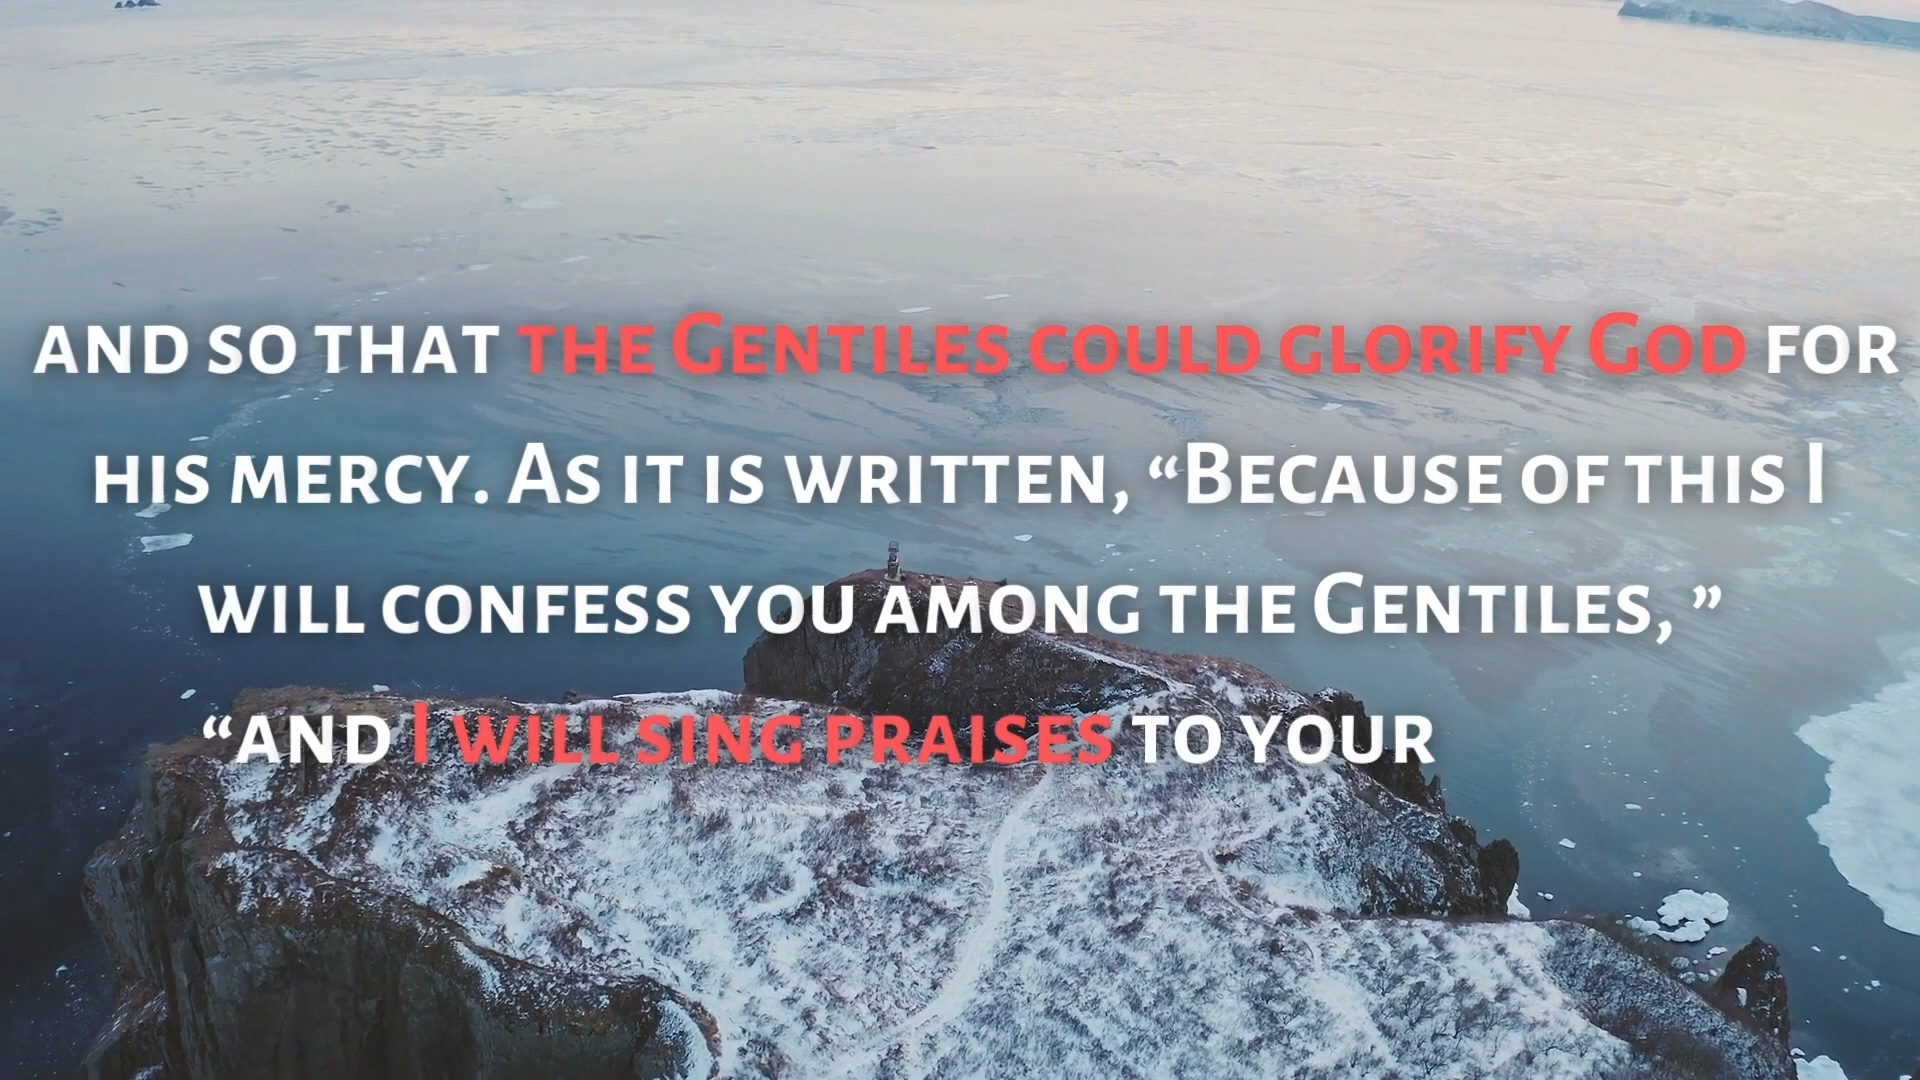 and so that the Gentiles could glorify God for
his mercy. As it is written, “Because of this I
will confess you among the Gentiles, ”
“and I will sing praises to your